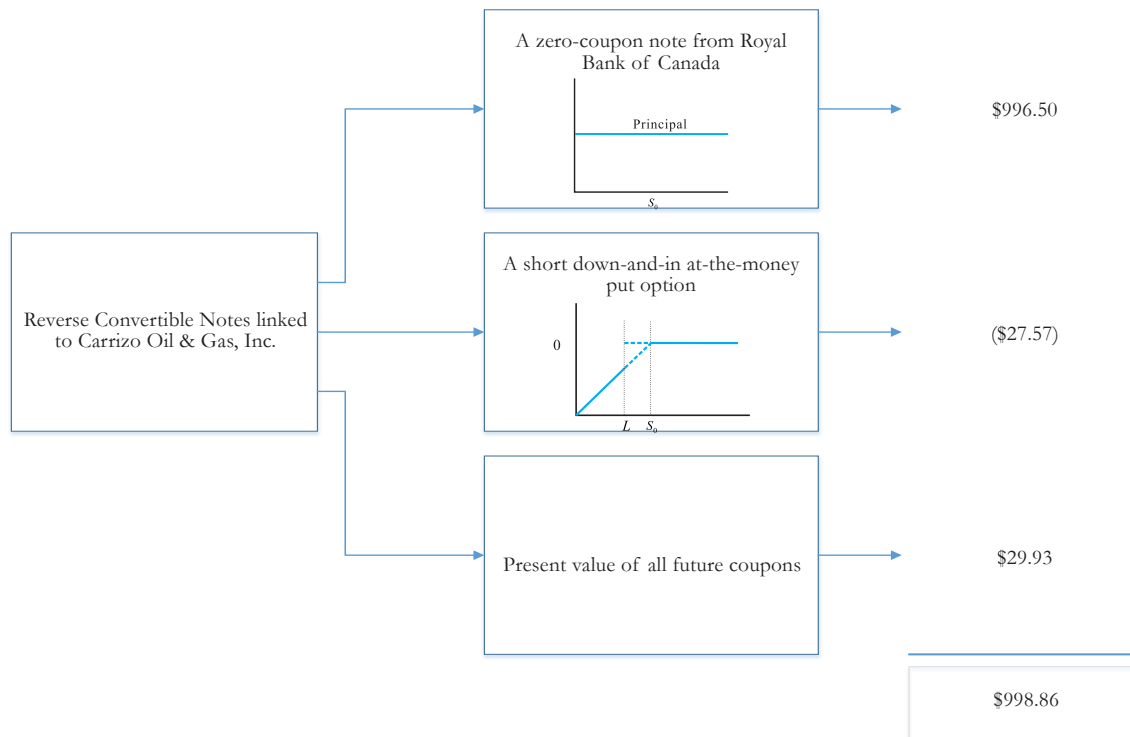 A zero-coupon note from Royal
Bank of Canada
Principal
S₀
$996.50
Reverse Convertible Notes linked
to Carrizo Oil & Gas, Inc.
A short down-and-in at-the-money
put option
0
L S₀
($27.57)
Present value of all future coupons
$29.93
$998.86